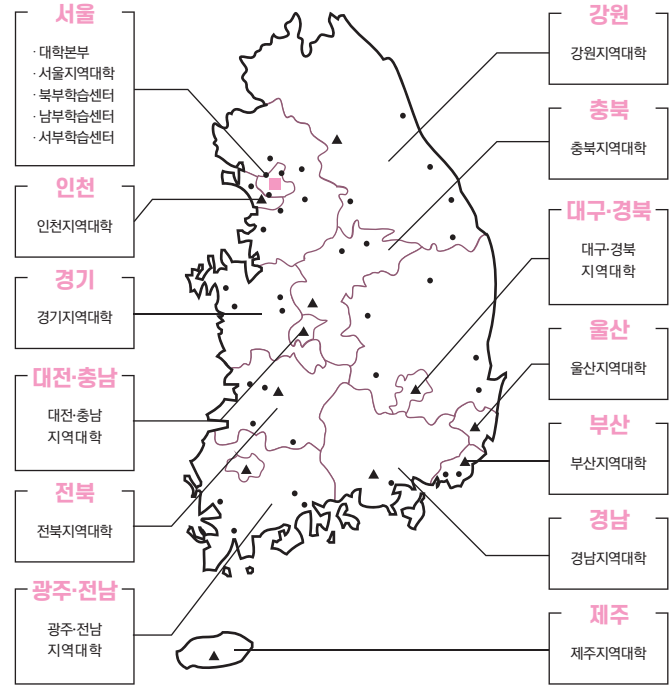 서울
· 대학본부
· 서울지역대학
· 북부학습센터
· 남부학습센터
· 서부학습센터
인천
인천지역대학
경기
경기지역대학
대전·충남
대전·충남
지역대학
전북
전북지역대학
광주·전남
광주·전남
지역대학
강원
강원지역대학
충북
충북지역대학
대구·경북
대구·경북
지역대학
울산
울산지역대학
부산
부산지역대학
경남
경남지역대학
제주
제주지역대학